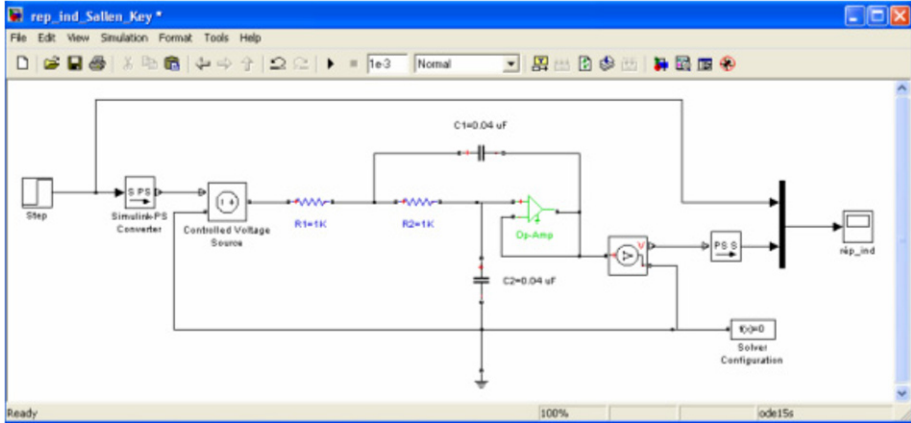 rep_ind_Sallen_Key *
File Edit View Simulation Format Tools Help
1e-3 Normal
C1=0.04 uF
S PS
Step
Simulink-PS
Converter
Controlled Voltage
Source
R1=1K
R2=1K
Op-Amp
V
PS S
rép_ind
C2=0.04 uF
f(x)=0
Solver
Configuration
Ready 100% ode15s